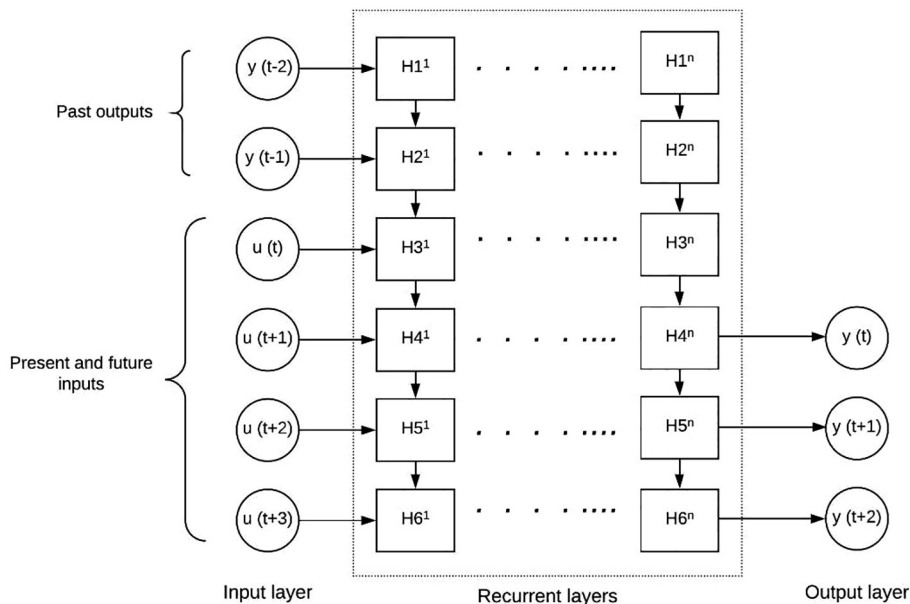 y (t-2)
H1¹
H1ⁿ
Past outputs
y (t-1)
H2¹
H2ⁿ
u (t)
H3¹
H3ⁿ
u (t+1)
H4¹
H4ⁿ
y (t)
Present and future
inputs
u (t+2)
H5¹
H5ⁿ
y (t+1)
u (t+3)
H6¹
H6ⁿ
y (t+2)
Input layer
Recurrent layers
Output layer